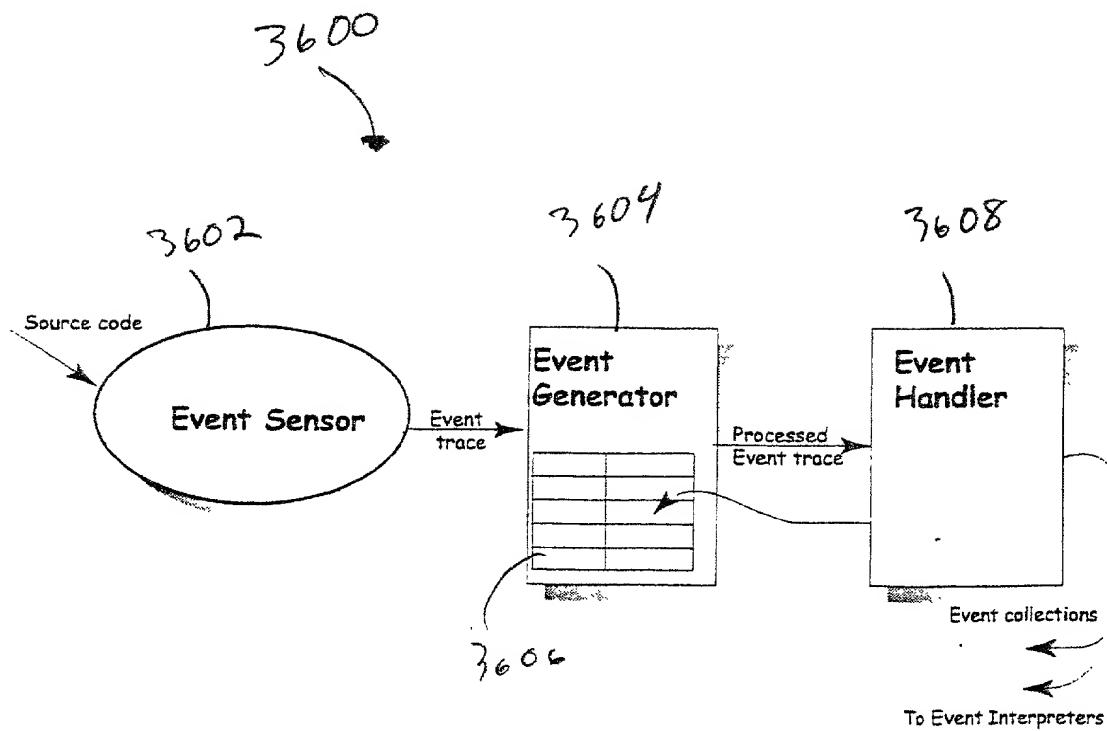 3600
3602
3604
3608
Source code
Event Sensor
Event
trace
Event
Generator
Processed
Event trace
Event
Handler
3606
Event collections
To Event Interpreters